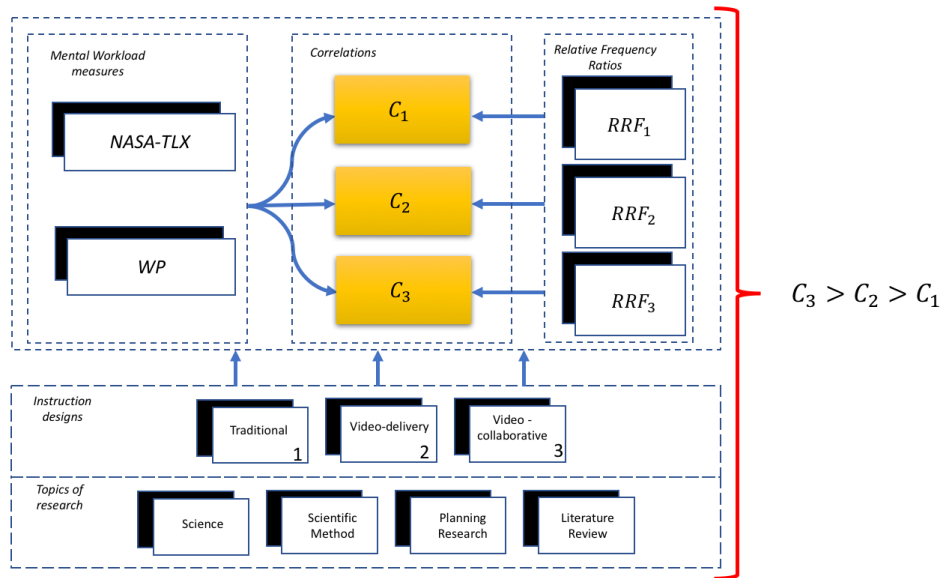 Mental Workload
measures
Correlations
Relative Frequency
Ratios
NASA-TLX
WP
C₁
C₂
C₃
RRF₁
RRF₂
RRF₃
C₃ > C₂ > C₁
Instruction
designs
Traditional
1
Video-delivery
2
Video -
collaborative
3
Topics of
research
Science
Scientific
Method
Planning
Research
Literature
Review